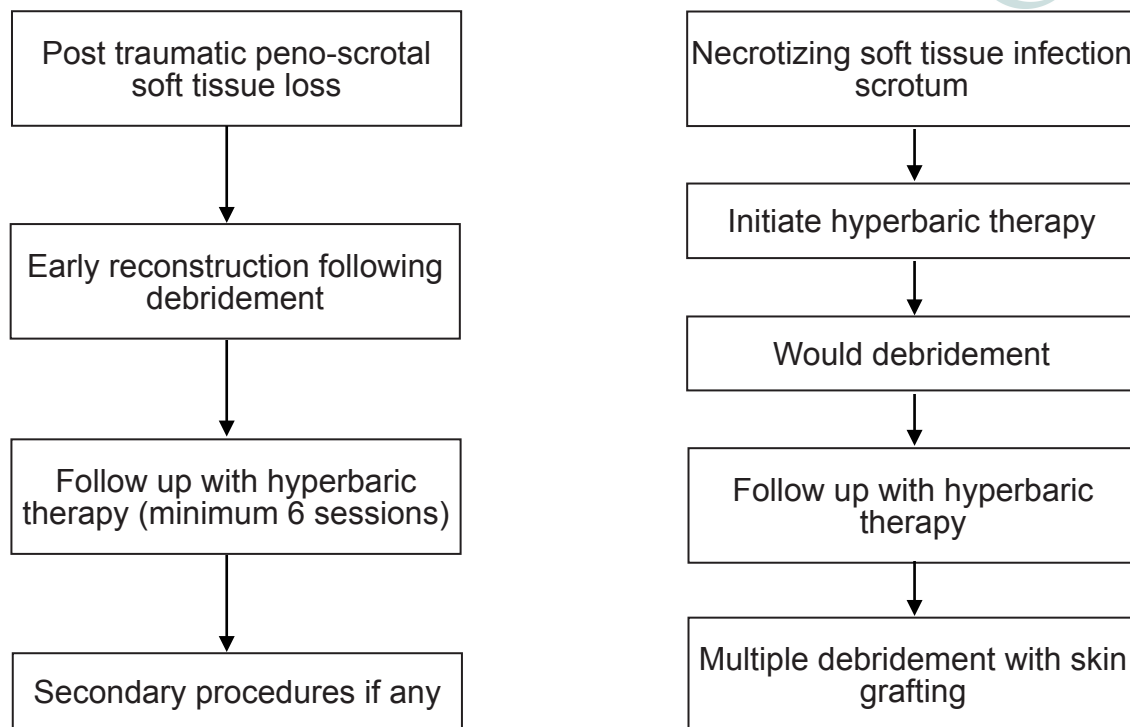 Post traumatic peno-scrotal
soft tissue loss
Early reconstruction following
debridement
Follow up with hyperbaric
therapy (minimum 6 sessions)
Secondary procedures if any
Necrotizing soft tissue infection
scrotum
Initiate hyperbaric therapy
Would debridement
Follow up with hyperbaric
therapy
Multiple debridement with skin
grafting